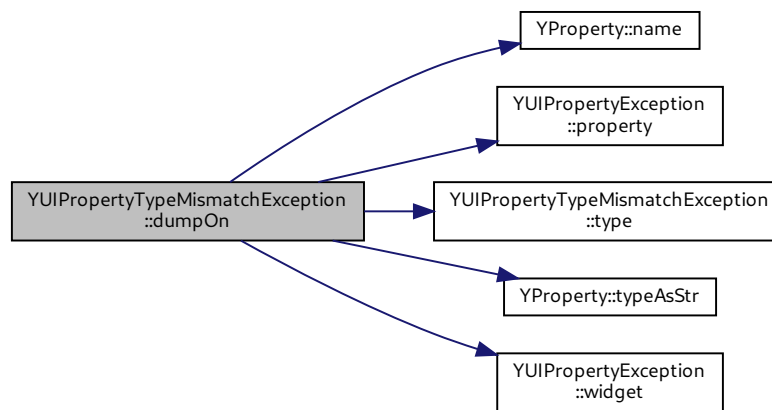 YProperty::name
YUIPropertyException
::property
YUIPropertyTypeMismatchException
::dumpOn
YUIPropertyTypeMismatchException
::type
YProperty::typeAsStr
YUIPropertyException
::widget